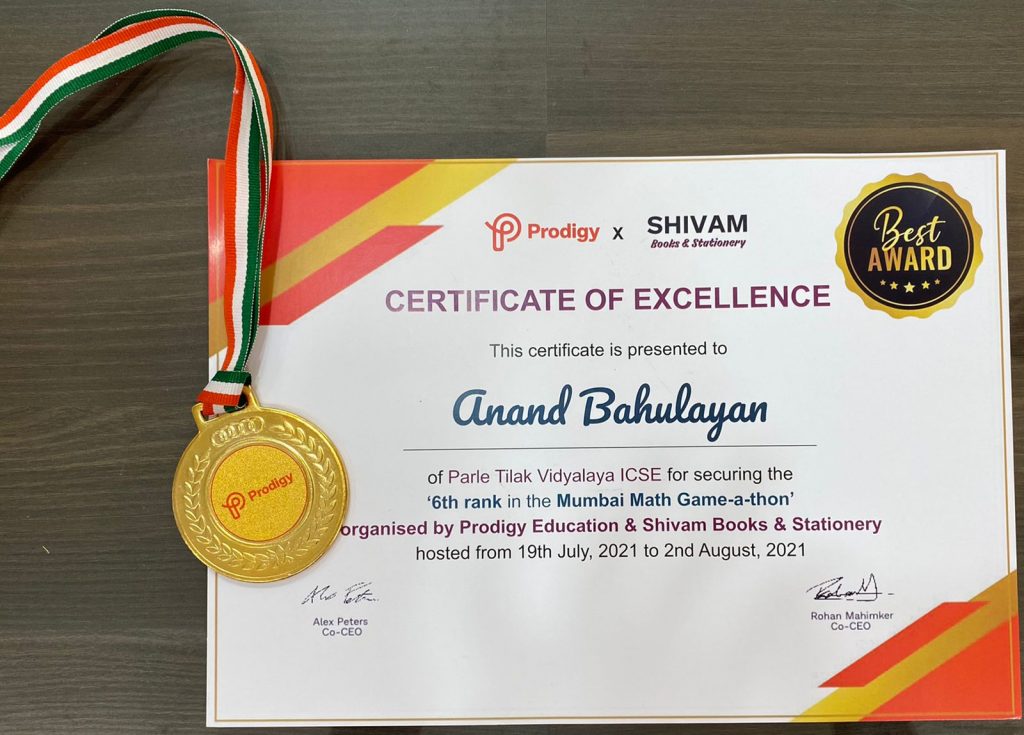 Prodigy x SHIVAM
Books & Stationery
Best
AWARD
CERTIFICATE OF EXCELLENCE
This certificate is presented to
Anand Bahulayan
of Parle Tilak Vidyalaya ICSE for securing the
‘6th rank in the Mumbai Math Game-a-thon’
organised by Prodigy Education & Shivam Books & Stationery
hosted from 19th July, 2021 to 2nd August, 2021
Prodigy
Alex Peters
Co-CEO
Rohan Mahimker
Co-CEO